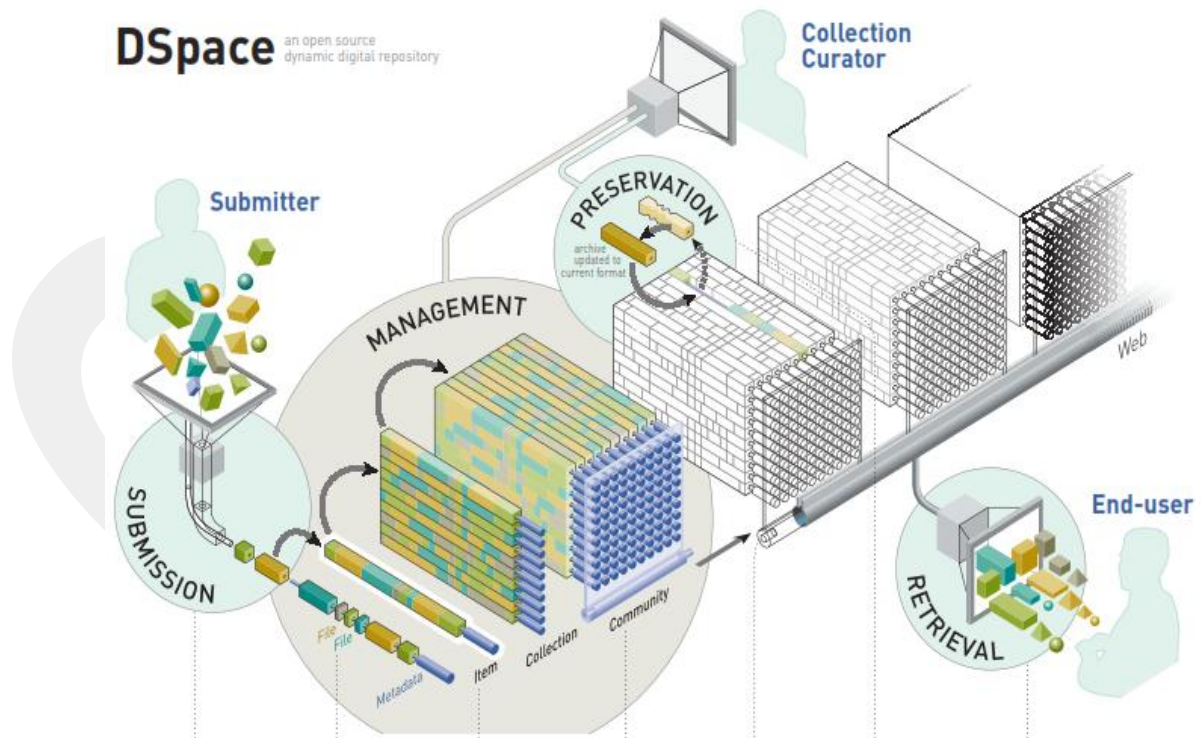 DSpace
an open source
dynamic digital repository
Collection
Curator
Submitter
PRESERVATION
archive
updated to
current format
MANAGEMENT
Web
SUBMISSION
End-user
RETRIEVAL
File
File
Metadata
Item
Collection
Community